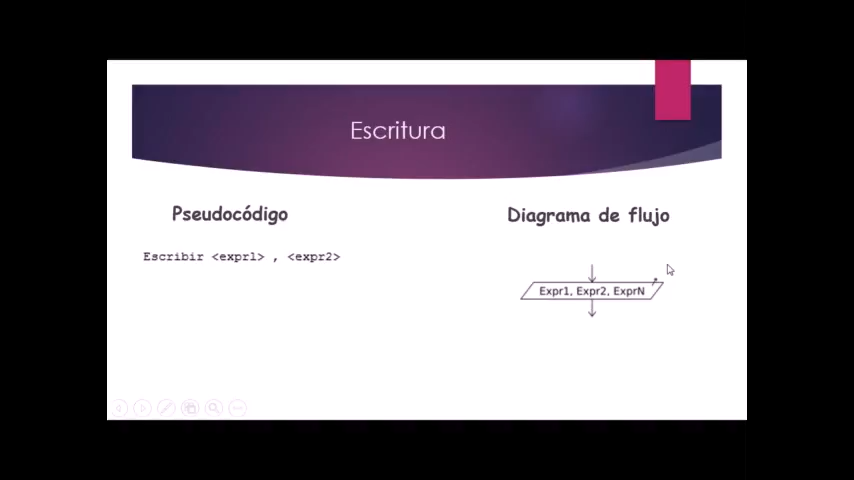 Escritura
Pseudocódigo
Diagrama de flujo
Escribir <expr1> , <expr2>
Expr1, Expr2, ExprN